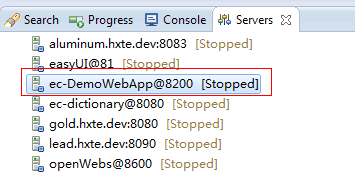 Search Progress Console Servers
aluminum.hxte.dev:8083 [Stopped]
easyUI@81 [Stopped]
ec-DemoWebApp@8200 [Stopped]
ec-dictionary@8080 [Stopped]
gold.hxte.dev:8080 [Stopped]
lead.hxte.dev:8090 [Stopped]
openWebs@8600 [Stopped]